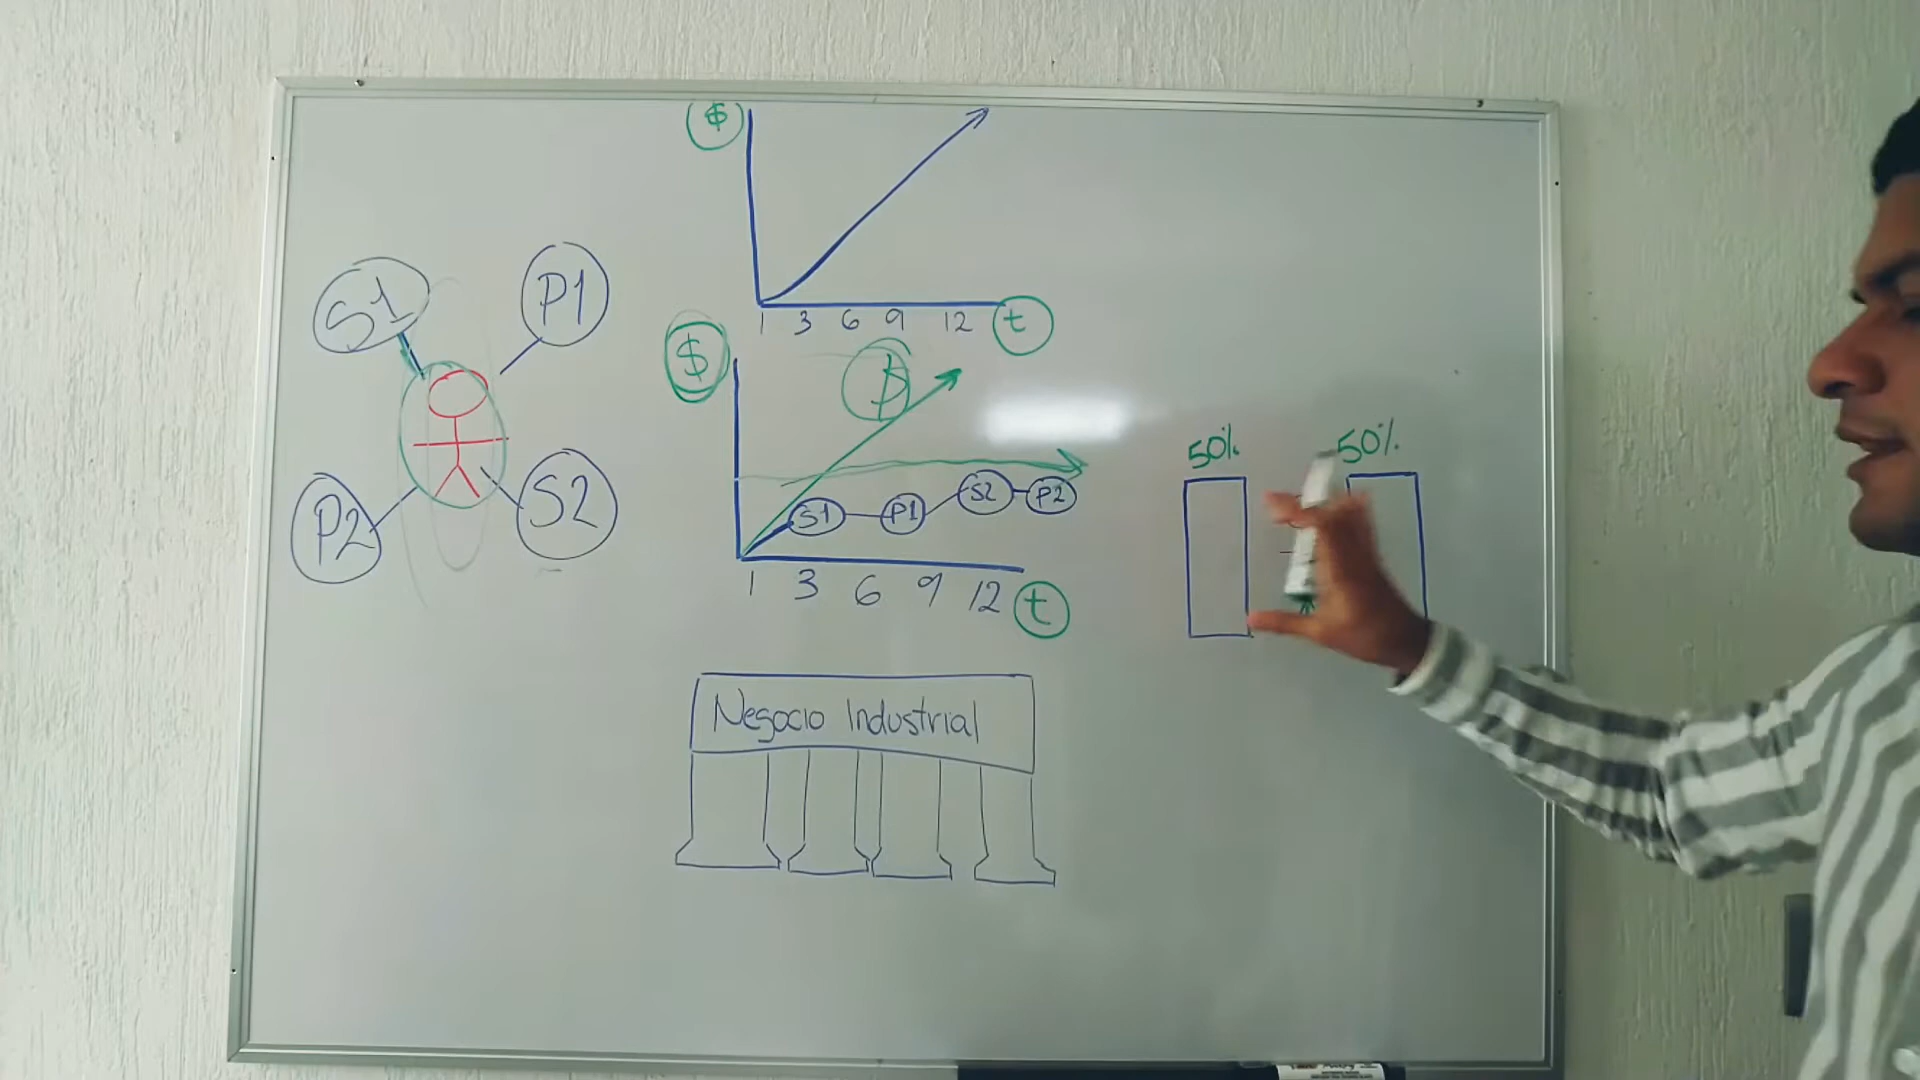 $
1 3 6 9 12 t
S1
P1
P2
S2
$
B
S1 P1 S2 P2
1 3 6 9 12 t
50% 50%
Negocio Industrial